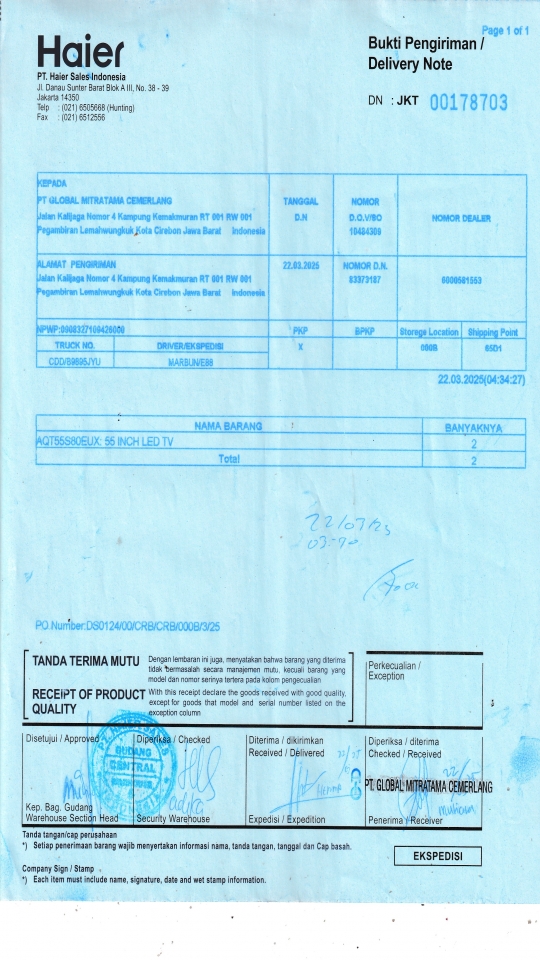 Page 1 of 1
Haier
PT. Haier Sales Indonesia
Jl. Danau Sunter Barat Blok A III, No. 38 - 39
Jakarta 14350
Telp : (021) 6505668 (Hunting)
Fax : (021) 6512556
Bukti Pengiriman /
Delivery Note
DN : JKT 00178703
KEPADA
PT GLOBAL MITRATAMA CEMERLANG
Jalan Kalijaga Nomor 4 Kampung Kemakmuran RT 001 RW 001
Pegambiran Lemahwungkuk Kota Cirebon Jawa Barat Indonesia
TANGGAL
D.N
NOMOR
D.O.V/BO
NOMOR DEALER
ALAMAT PENGIRIMAN
Jalan Kalijaga Nomor 4 Kampung Kemakmuran RT 001 RW 001
Pegambiran Lemahwungkuk Kota Cirebon Jawa Barat Indonesia
22.03.2025
NOMOR D.N.
83373187
PKP
BPKP
Storage Location
Shipping Point
TRUCK NO.
DRIVER/EKSPEDISI
X
000B
65D1
CDD/B9895JYU
MARBUN/E88
22.03.2025(04:34:27)
NAMA BARANG
BANYAKNYA
AQT55S80EUX: 55 INCH LED TV
2
Total
2
PO.Number:DS0124/00/CRB/CRB/000B/3/25
TANDA TERIMA MUTU
Dengan lembaran ini juga, menyatakan bahwa barang yang diterima
tidak bermasalah secara manajemen mutu, kecuali barang yang
model dan nomor serinya tertera pada kolom pengecualian
RECEIPT OF PRODUCT
QUALITY
With this receipt declare the goods received with good quality,
except for goods that model and serial number listed on the
exception column
Perkecualian /
Exception
Disetujui / Approved
Diperiksa / Checked
Diterima / dikirimkan
Received / Delivered
Diperiksa / diterima
Checked / Received
GUDANG
CENTRAL
PT. GLOBAL MITRATAMA CEMERLANG
Kep. Bag. Gudang
Warehouse Section Head
Security Warehouse
Expedisi / Expedition
Penerima / Receiver
Tanda tangan/cap perusahaan
*) Setiap penerimaan barang wajib menyertakan informasi nama, tanda tangan, tanggal dan Cap basah.
EKSPEDISI
Company Sign / Stamp
*) Each item must include name, signature, date and wet stamp information.